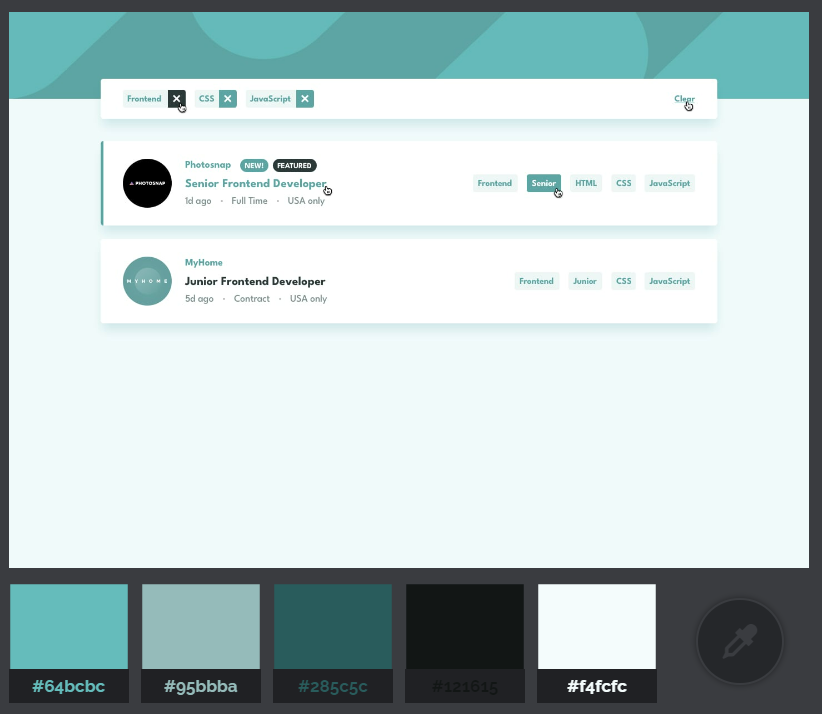 Frontend CSS JavaScript Clear
PHOTOSNAP
Photosnap NEW! FEATURED
Senior Frontend Developer
1d ago · Full Time · USA only
Frontend Senior HTML CSS JavaScript
MYHOME
MyHome
Junior Frontend Developer
5d ago · Contract · USA only
Frontend Junior CSS JavaScript
#64bcbc #95bbba #285c5c #121615 #f4fcfc